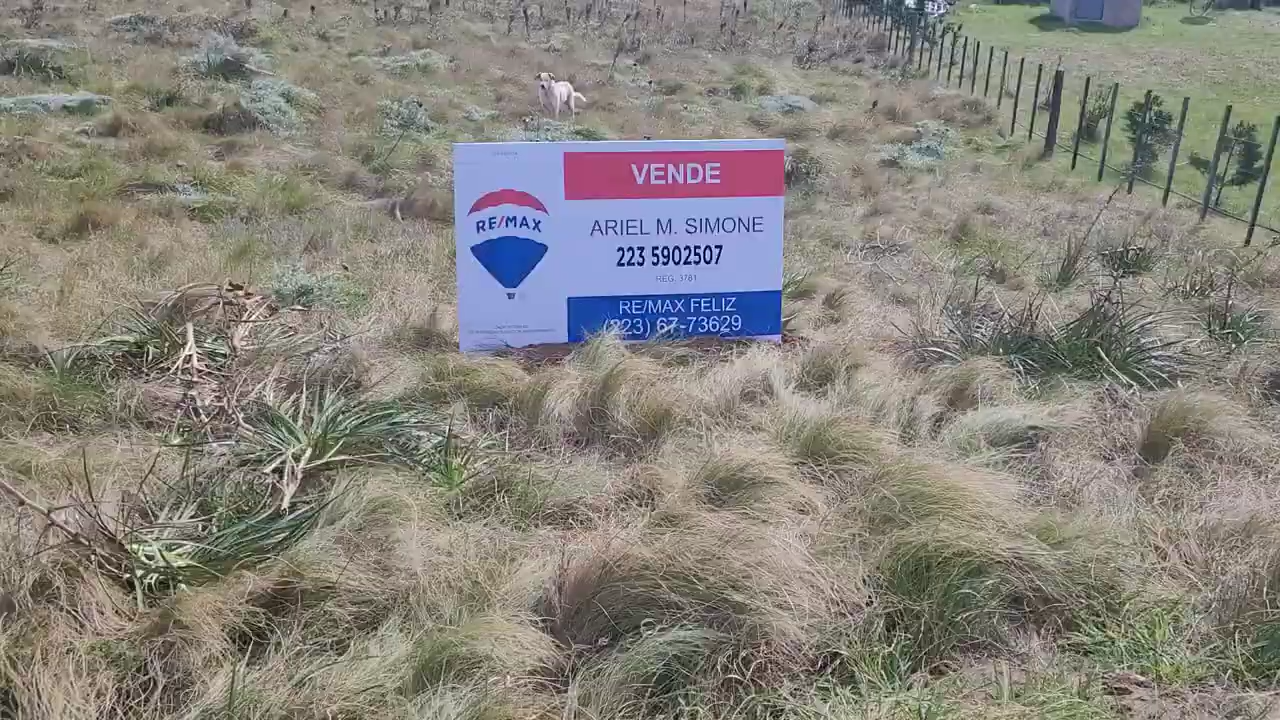 VENDE
RE/MAX
ARIEL M. SIMONE
223 5902507
REG. 3781
RE/MAX FELIZ
(223) 67-73629